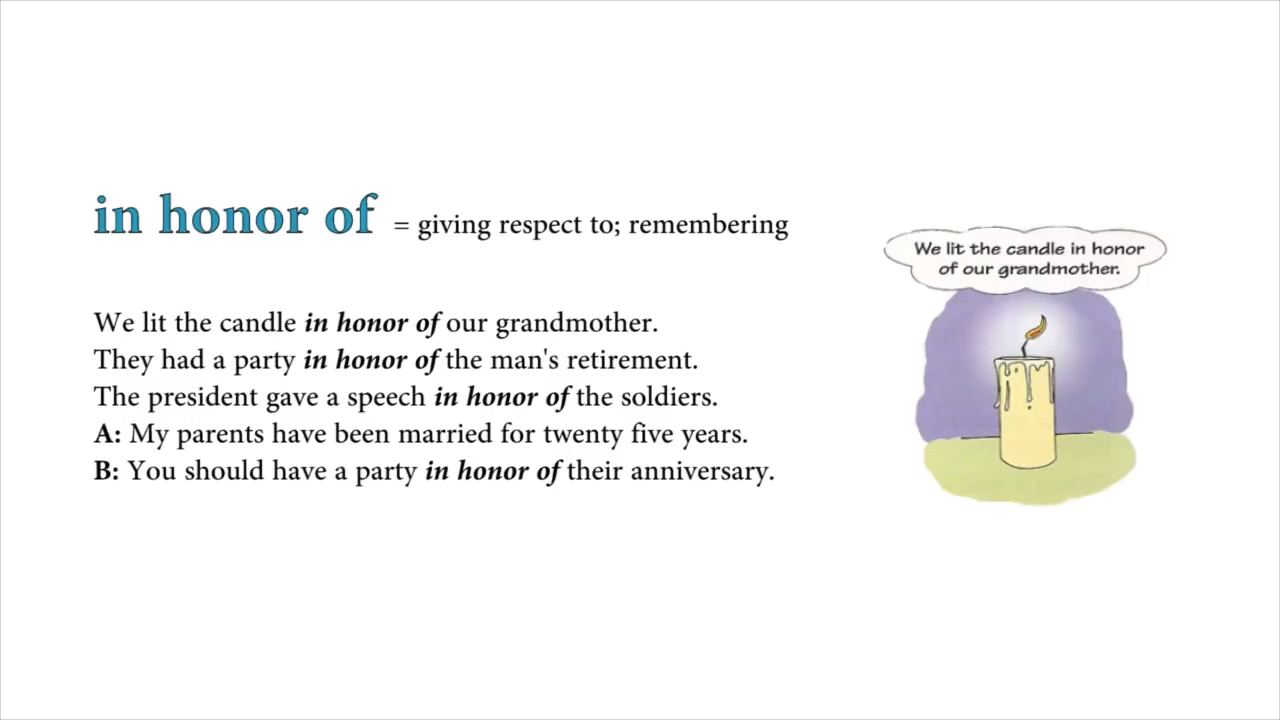 in honor of = giving respect to; remembering
We lit the candle in honor
of our grandmother.
We lit the candle in honor of our grandmother.
They had a party in honor of the man's retirement.
The president gave a speech in honor of the soldiers.
A: My parents have been married for twenty five years.
B: You should have a party in honor of their anniversary.